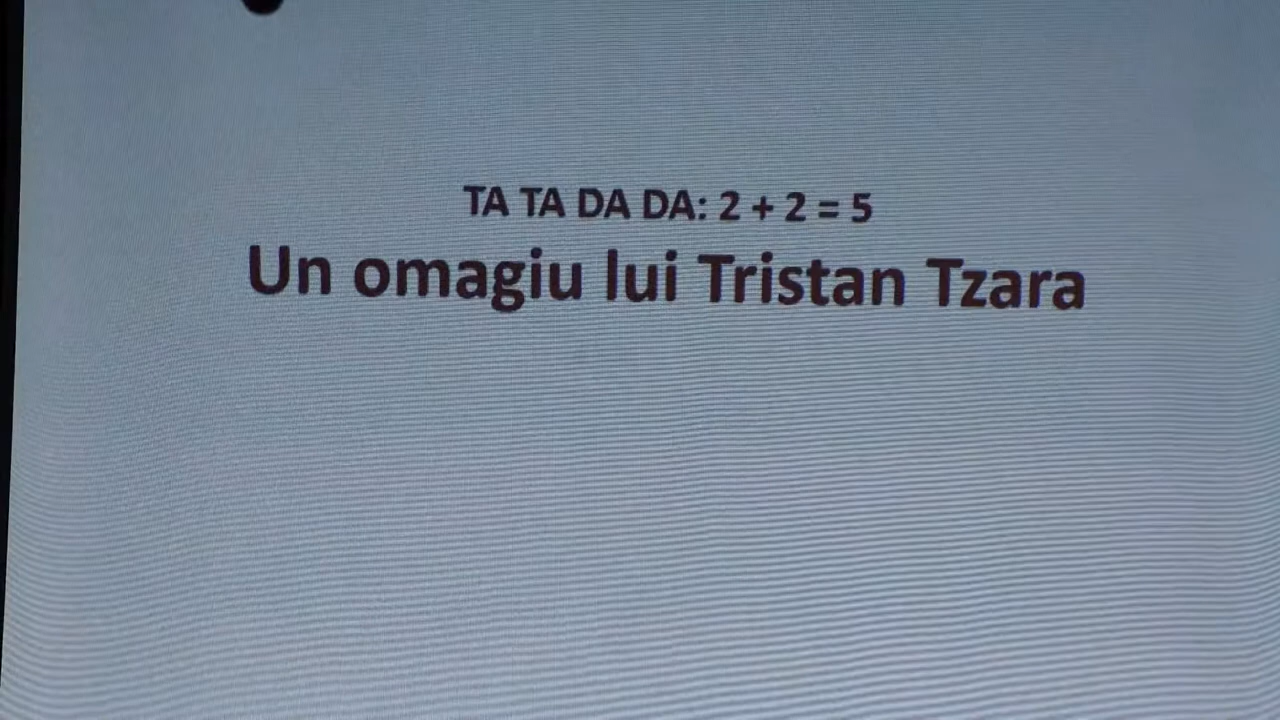 TA TA DA DA: 2 + 2 = 5
Un omagiu lui Tristan Tzara